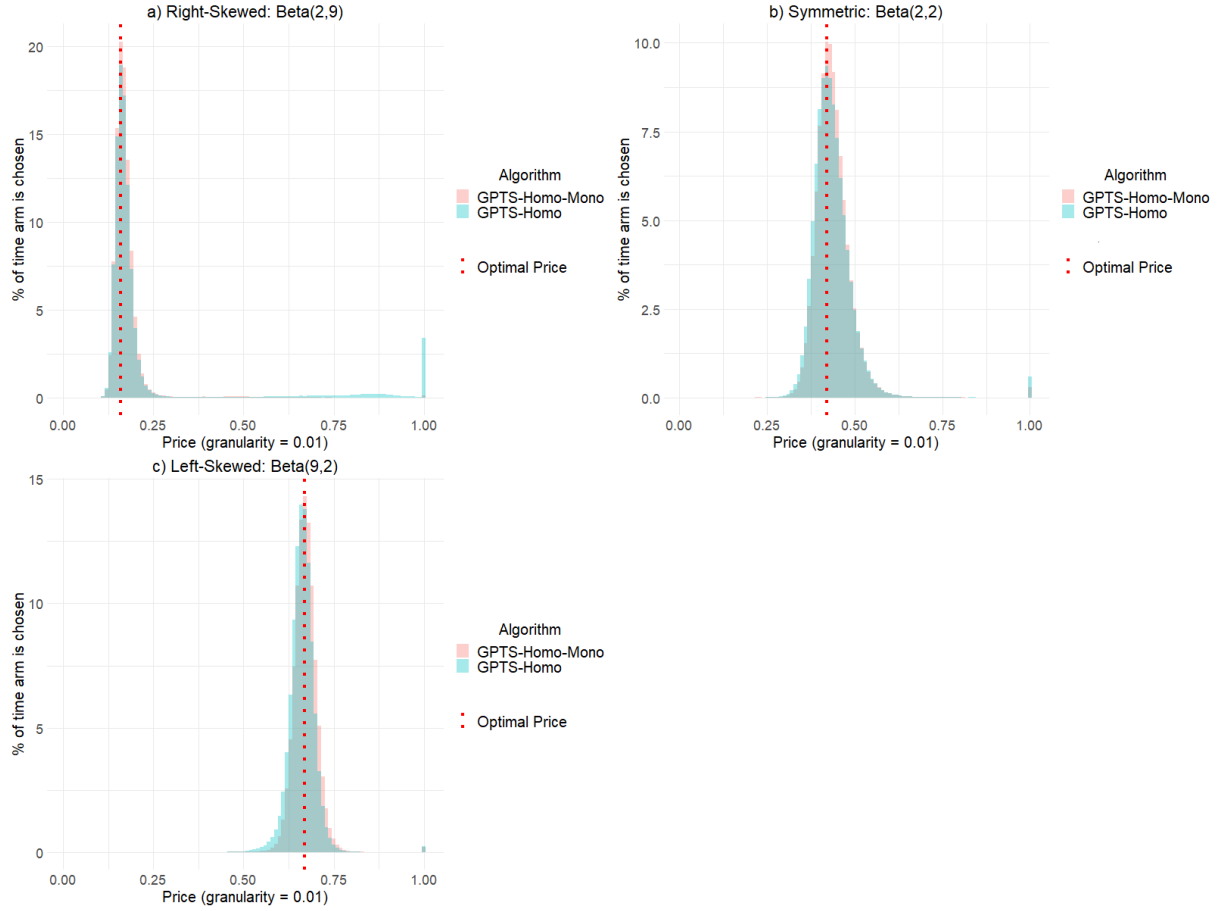 a) Right-Skewed: Beta(2,9)
% of time arm is chosen
20
15
10
5
0
0.00 0.25 0.50 0.75 1.00
Price (granularity = 0.01)
Algorithm
GPTS-Homo-Mono
GPTS-Homo
Optimal Price
b) Symmetric: Beta(2,2)
% of time arm is chosen
10.0
7.5
5.0
2.5
0.0
0.00 0.25 0.50 0.75 1.00
Price (granularity = 0.01)
Algorithm
GPTS-Homo-Mono
GPTS-Homo
Optimal Price
c) Left-Skewed: Beta(9,2)
% of time arm is chosen
15
10
5
0
0.00 0.25 0.50 0.75 1.00
Price (granularity = 0.01)
Algorithm
GPTS-Homo-Mono
GPTS-Homo
Optimal Price